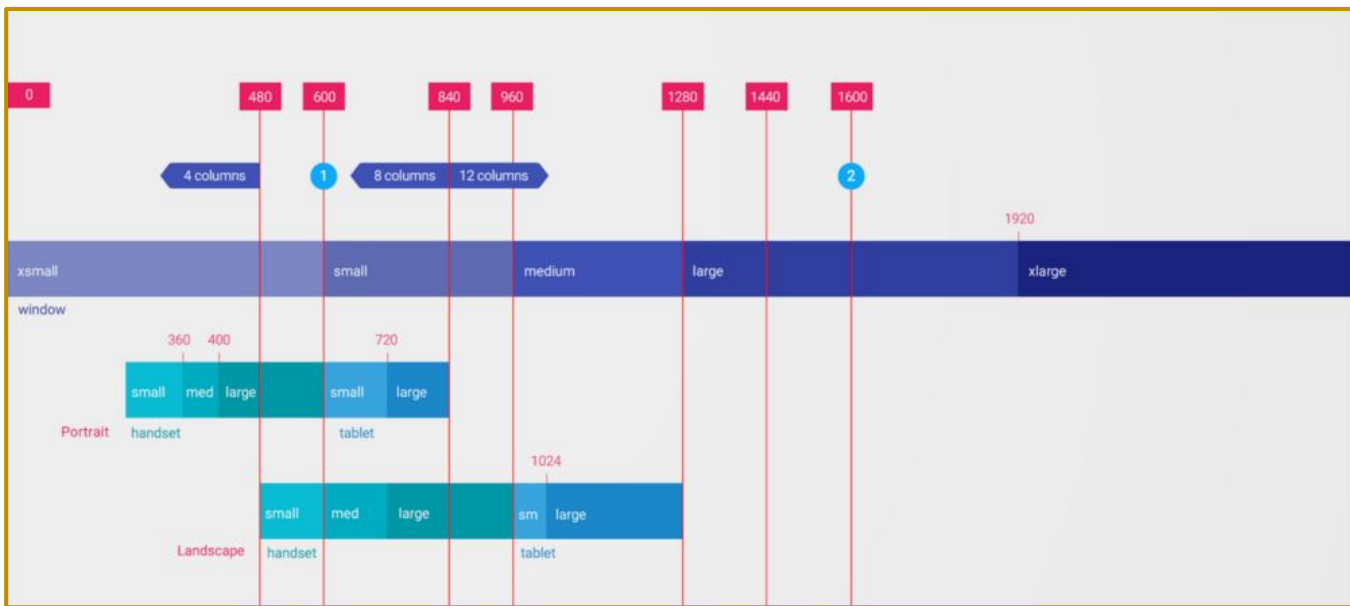 0 480 600 840 960 1280 1440 1600
4 columns 1 8 columns 12 columns 2
1920
xsmall small medium large xlarge
window
360 400 720
small med large small large
Portrait handset tablet
1024
small med large sm large
Landscape handset tablet